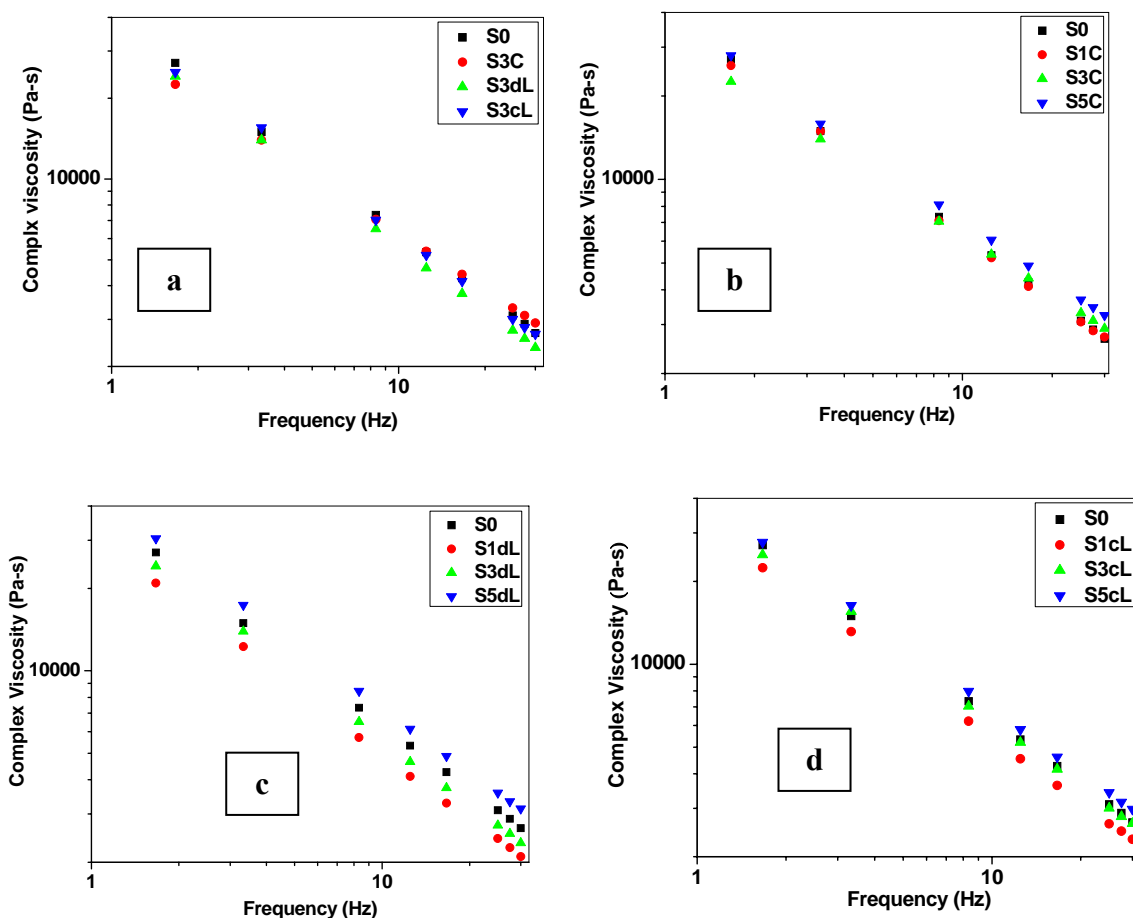 S0
S3C
S3dL
S3cL
Complx viscosity (Pa-s)
10000
a
1
10
Frequency (Hz)
S0
S1C
S3C
S5C
Complex Viscosity (Pa-s)
10000
b
1
10
Frequency (Hz)
S0
S1dL
S3dL
S5dL
Complex Viscosity (Pa-s)
10000
c
1
10
Frequency (Hz)
S0
S1cL
S3cL
S5cL
Complex Viscosity (Pa-s)
10000
d
1
10
Frequency (Hz)